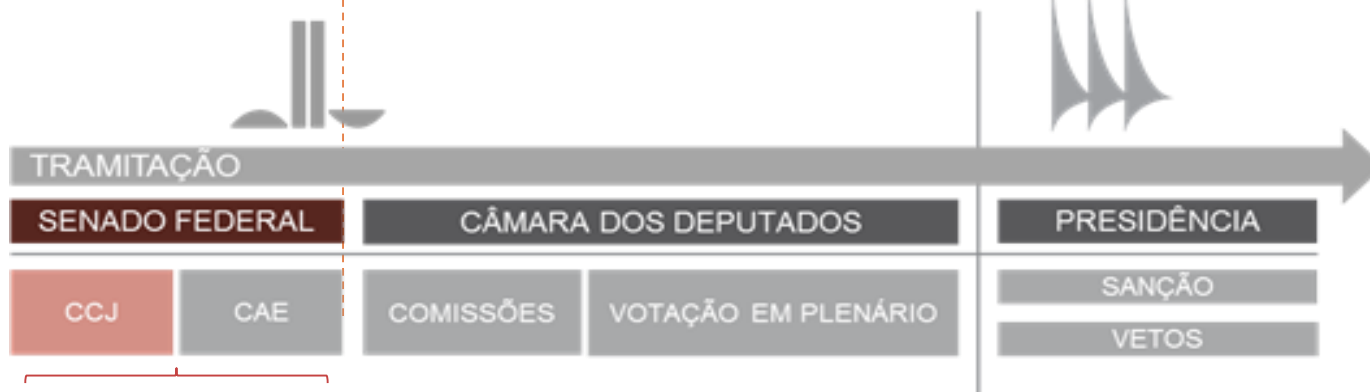 TRAMITAÇÃO
SENADO FEDERAL
CÂMARA DOS DEPUTADOS
PRESIDÊNCIA
CCJ
CAE
COMISSÕES
VOTAÇÃO EM PLENÁRIO
SANÇÃO
VETOS